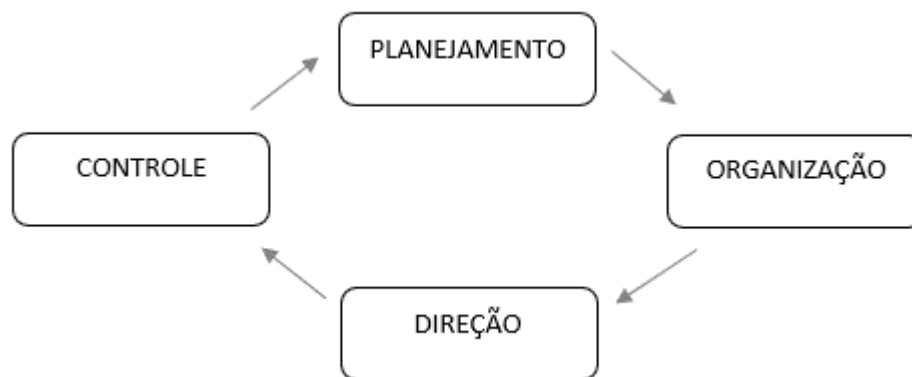 PLANEJAMENTO
CONTROLE
ORGANIZAÇÃO
DIREÇÃO